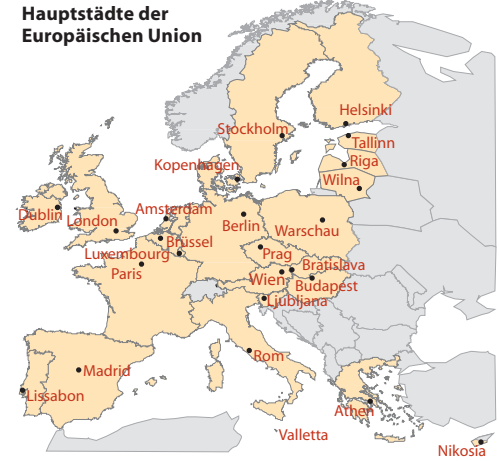 Hauptstädte der
Europäischen Union
Helsinki
Stockholm
Tallinn
Riga
Kopenhagen
Wilna
Dublin
Amsterdam
London
Berlin
Warschau
Brüssel
Luxembourg
Prag
Bratislava
Paris
Wien
Budapest
Ljubljana
Rom
Madrid
Lissabon
Athen
Valletta
Nikosia